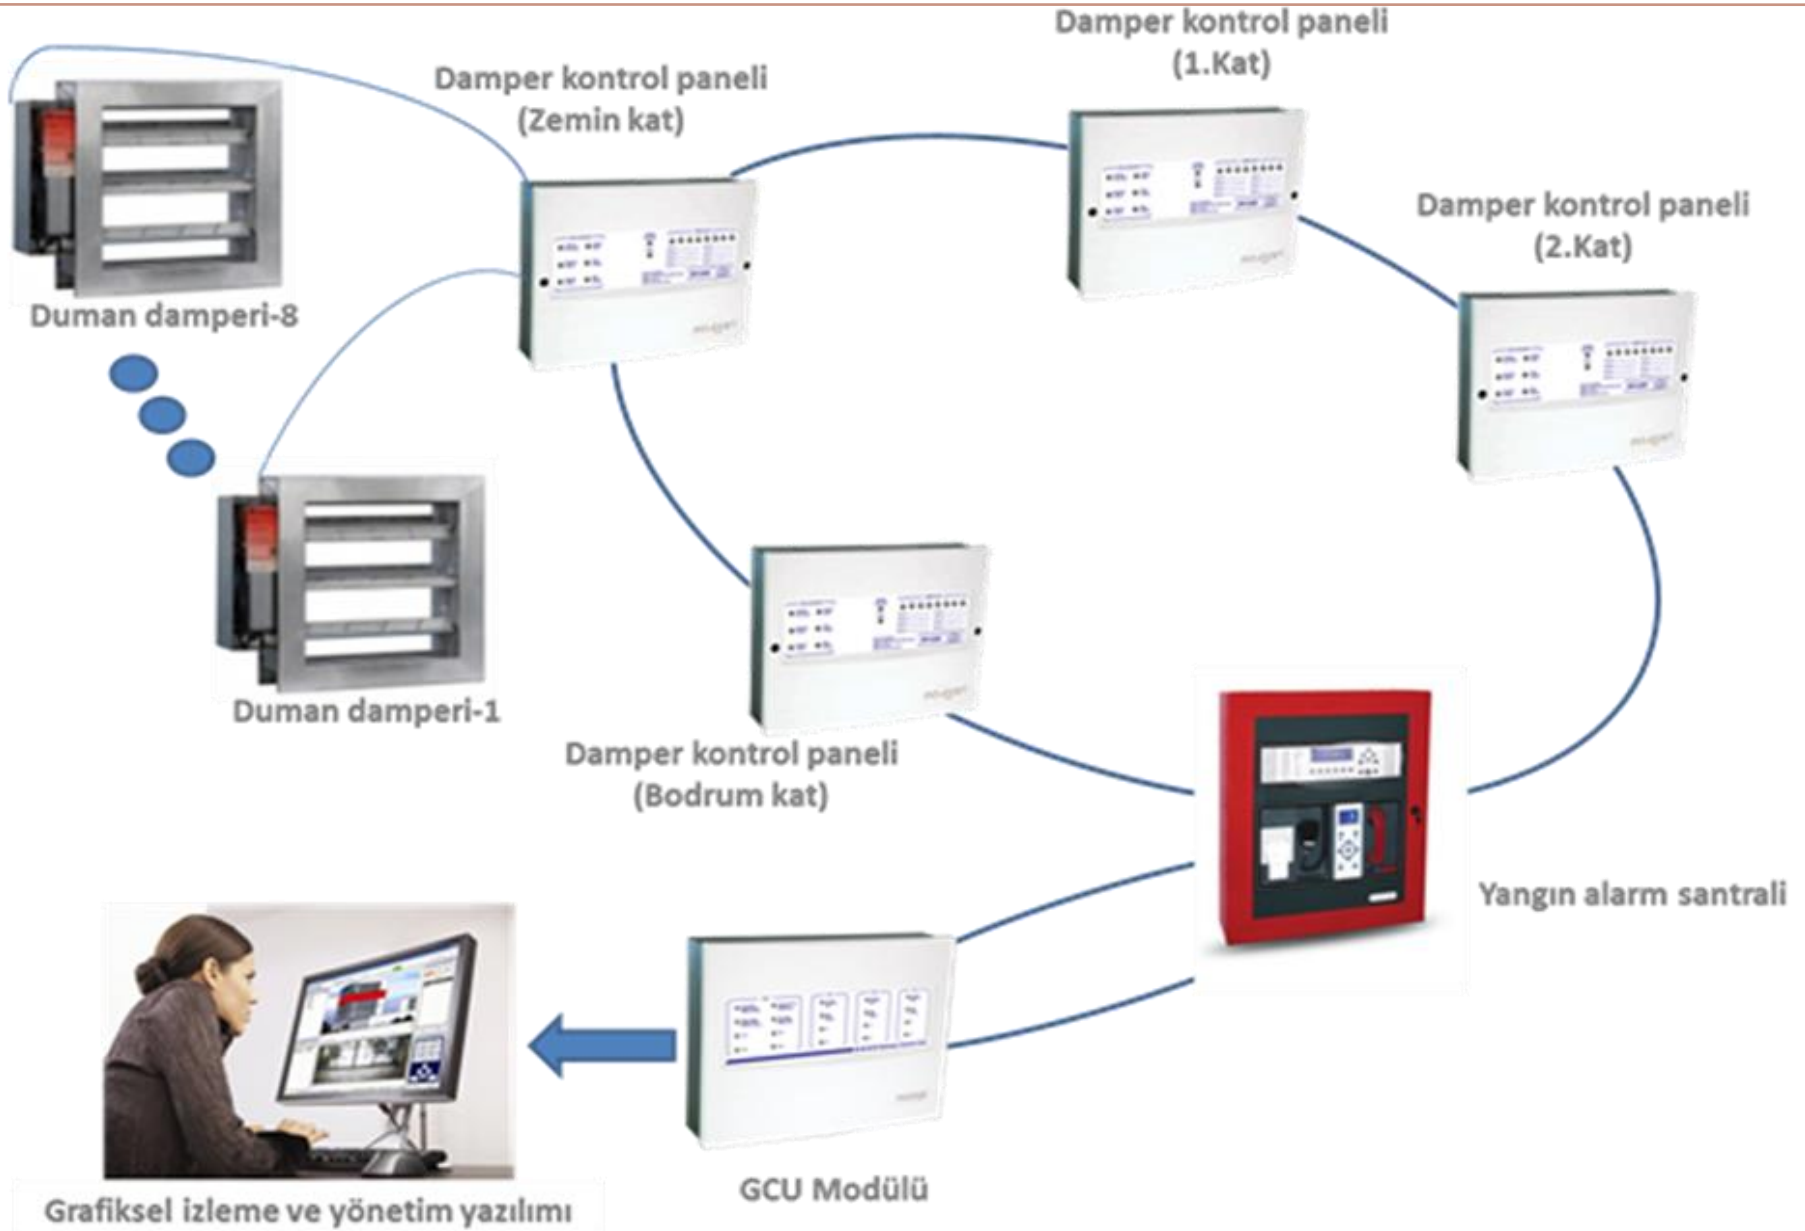 Damper kontrol paneli
(1.Kat)
Damper kontrol paneli
(Zemin kat)
Damper kontrol paneli
(2.Kat)
Duman damperi-8
Duman damperi-1
Damper kontrol paneli
(Bodrum kat)
Yangın alarm santrali
GCU Modülü
Grafiksel izleme ve yönetim yazılımı